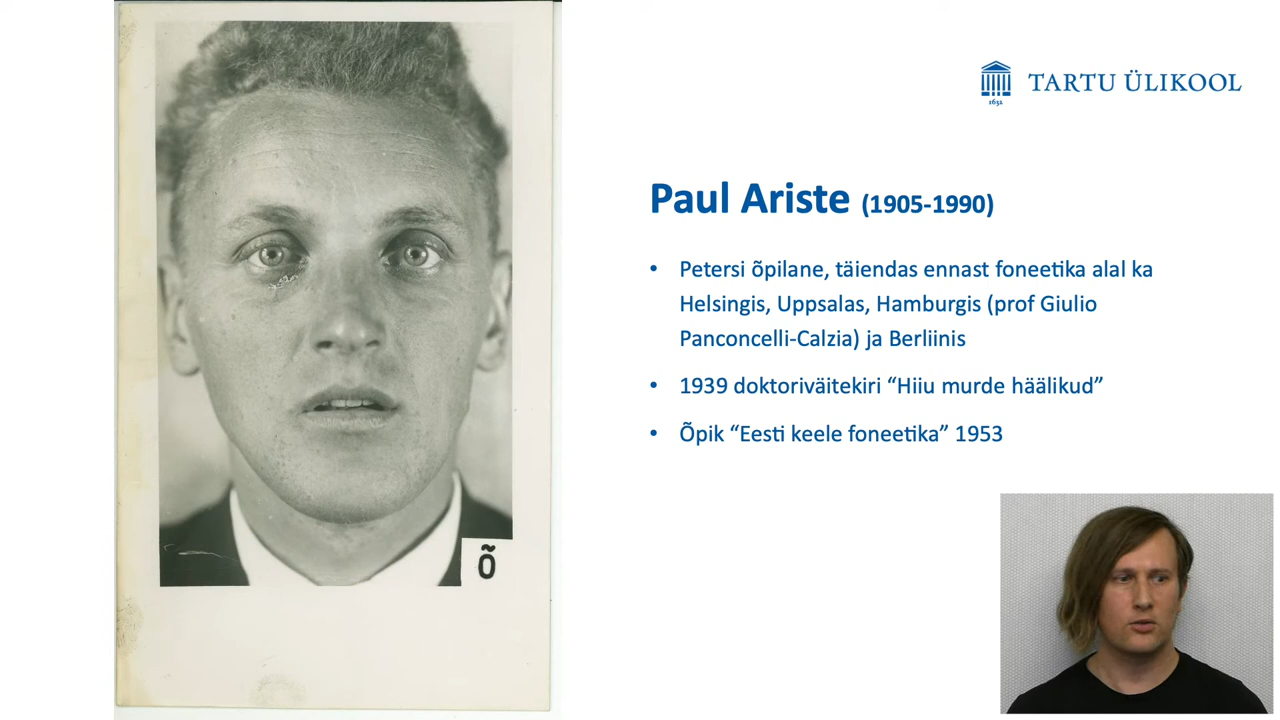 1632
TARTU ÜLIKOOL
Paul Ariste (1905-1990)
• Petersi õpilane, täiendas ennast foneetika alal ka
Helsingis, Uppsalas, Hamburgis (prof Giulio
Panconcelli-Calzia) ja Berliinis
• 1939 doktoriväitekiri “Hiiu murde häälikud”
• Õpik “Eesti keele foneetika” 1953
Õ